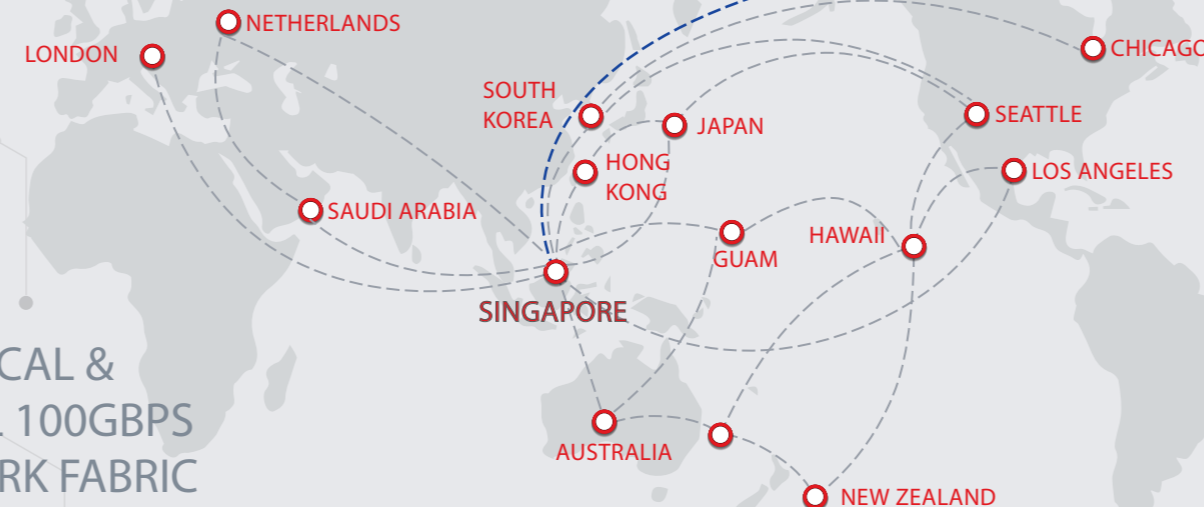 NETHERLANDS
LONDON
CHICAGO
SOUTH
KOREA
JAPAN
SEATTLE
HONG
KONG
LOS ANGELES
SAUDI ARABIA
HAWAII
GUAM
SINGAPORE
CAL &
. 100GBPS
RK FABRIC
AUSTRALIA
NEW ZEALAND